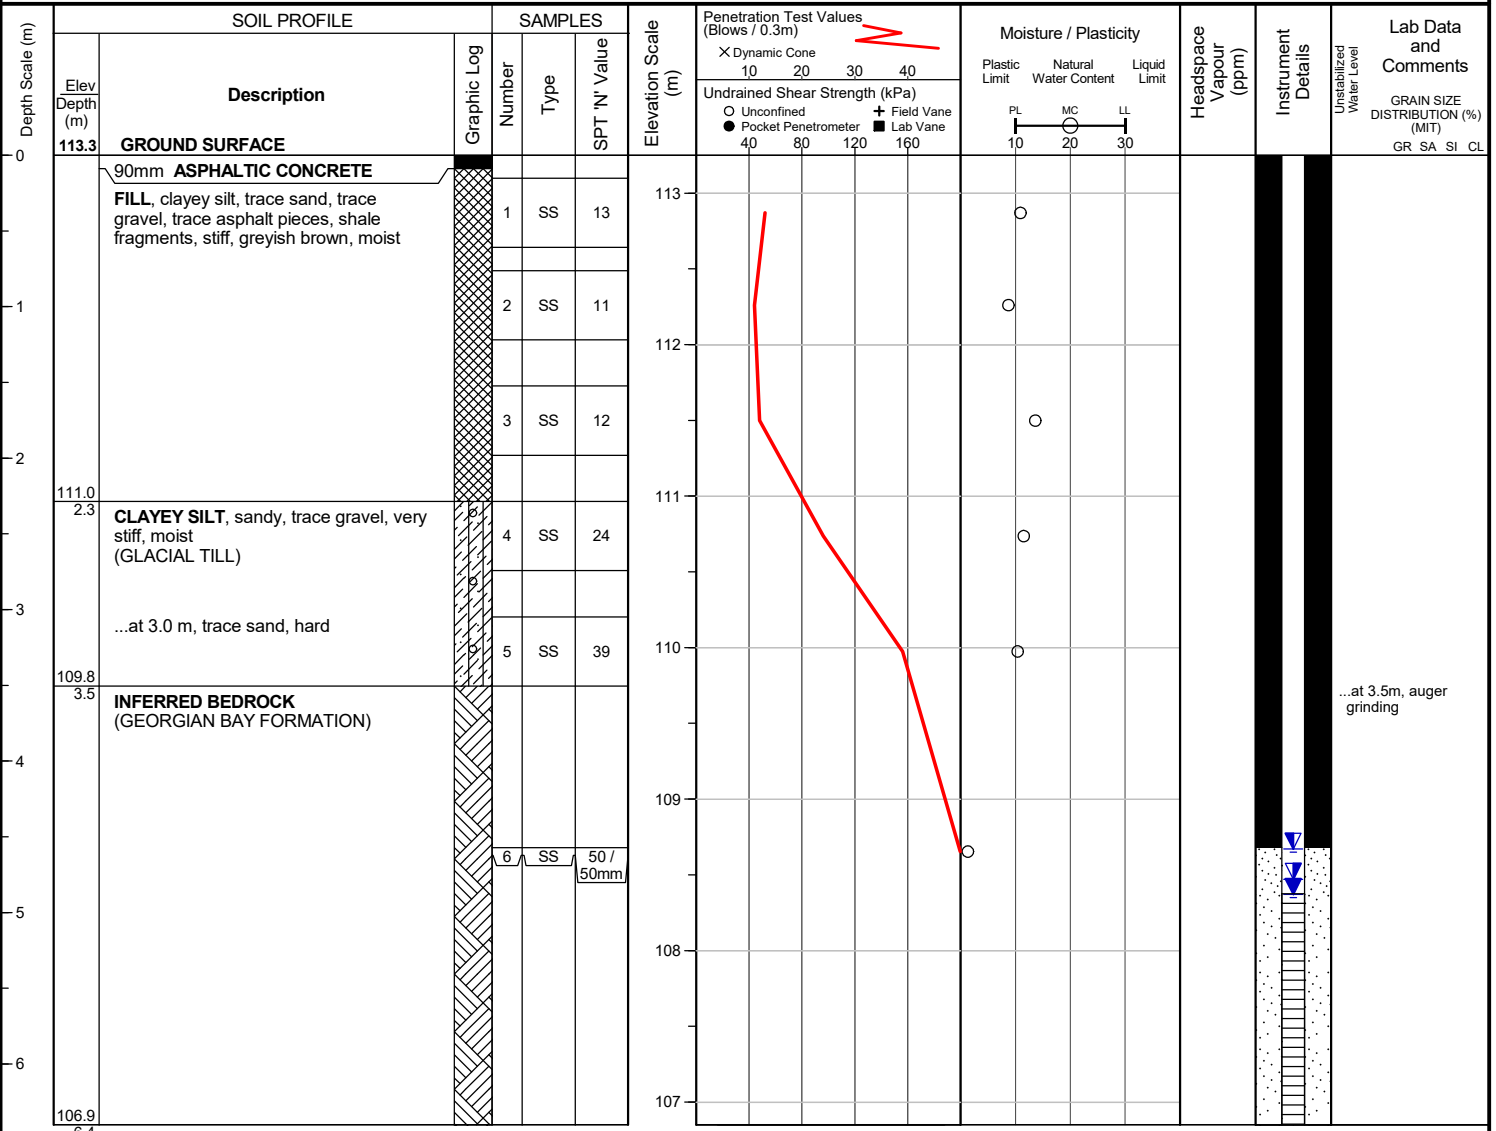 SOIL PROFILE
SAMPLES
Depth Scale (m)
Elev
Depth
(m)
Description
Graphic Log
Number
Type
SPT 'N' Value
Elevation Scale
(m)
Penetration Test Values
(Blows / 0.3m)
X Dynamic Cone
10 20 30 40
Undrained Shear Strength (kPa)
Unconfined + Field Vane
Pocket Penetrometer Lab Vane
40 80 120 160
Moisture / Plasticity
Plastic
Limit
Natural
Water Content
Liquid
Limit
PL MC LL
10 20 30
Headspace
Vapour
(ppm)
Instrument
Details
Unstabilized
Water Level
Lab Data
and
Comments
GRAIN SIZE
DISTRIBUTION (%)
(MIT)
GR SA SI CL
113.3 GROUND SURFACE
0
90mm ASPHALTIC CONCRETE
FILL, clayey silt, trace sand, trace
gravel, trace asphalt pieces, shale
fragments, stiff, greyish brown, moist
1 SS 13
113
1
2 SS 11
112
3 SS 12
2
111.0
2.3
111
CLAYEY SILT, sandy, trace gravel, very
stiff, moist
(GLACIAL TILL)
4 SS 24
3
...at 3.0 m, trace sand, hard
5 SS 39
110
109.8
3.5
INFERRED BEDROCK
(GEORGIAN BAY FORMATION)
...at 3.5m, auger
grinding
4
109
6 SS 50 /
50mm
5
108
6
107
106.9
6.4